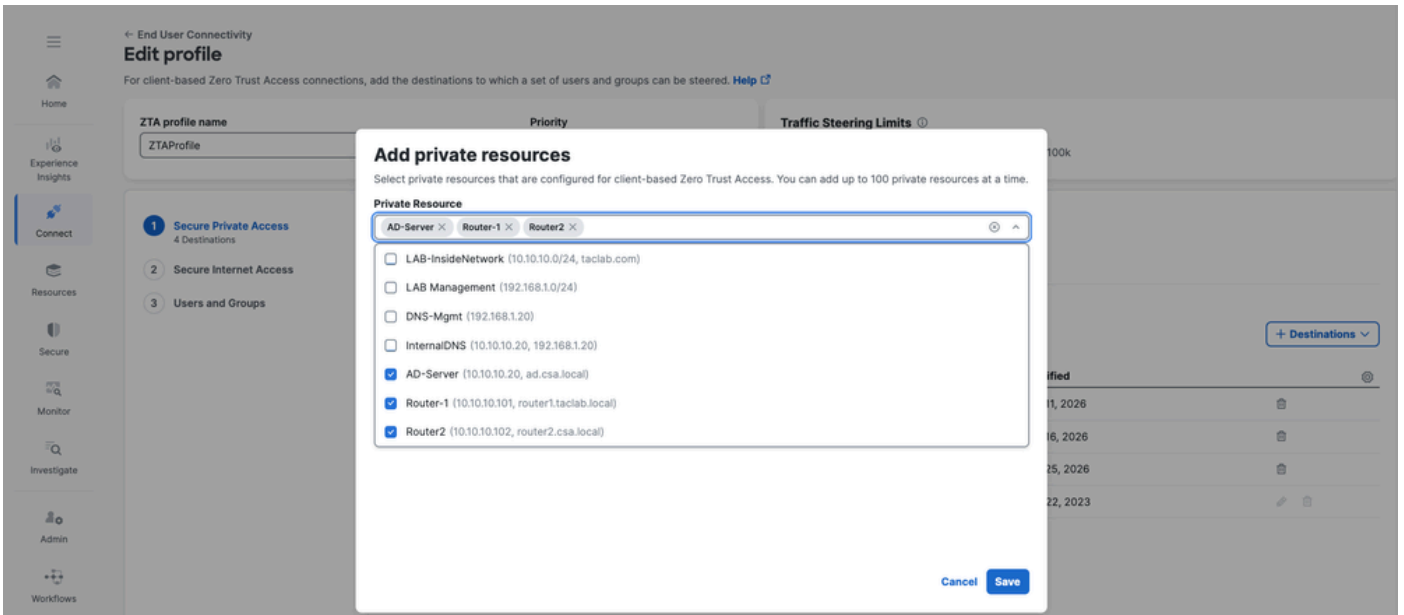 ← End User Connectivity
Edit profile
For client-based Zero Trust Access connections, add the destinations to which a set of users and groups can be steered. Help
Home
Experience
Insights
Connect
Resources
Secure
Monitor
Investigate
Admin
Workflows
ZTA profile name
ZTAProfile
Priority
Traffic Steering Limits
100k
1 Secure Private Access
4 Destinations
2 Secure Internet Access
3 Users and Groups
Add private resources
Select private resources that are configured for client-based Zero Trust Access. You can add up to 100 private resources at a time.
Private Resource
AD-Server × Router-1 × Router2 ×
LAB-InsideNetwork (10.10.10.0/24, taclab.com)
LAB Management (192.168.1.0/24)
DNS-Mgmt (192.168.1.20)
InternalDNS (10.10.10.20, 192.168.1.20)
AD-Server (10.10.10.20, ad.csa.local)
Router-1 (10.10.10.101, router1.taclab.local)
Router2 (10.10.10.102, router2.csa.local)
Cancel Save
+ Destinations
ified
11, 2026
16, 2026
25, 2026
22, 2023